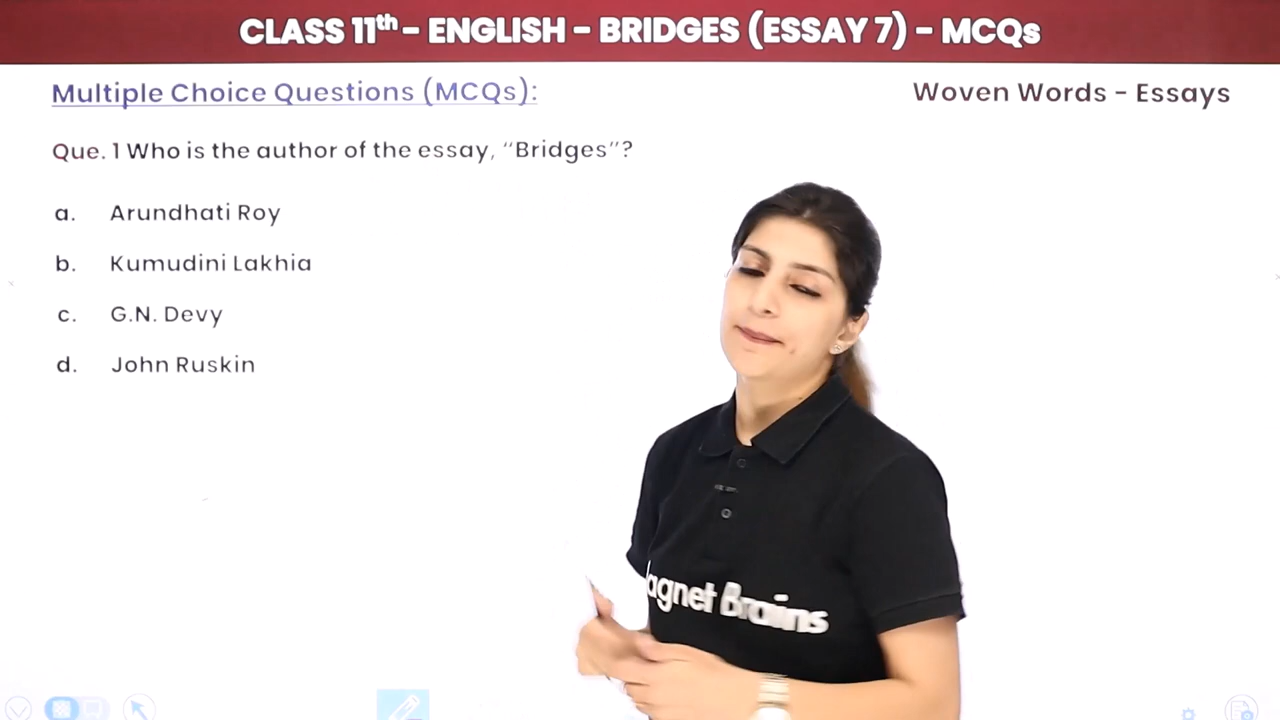 CLASS 11th – ENGLISH – BRIDGES (ESSAY 7) – MCQs
Multiple Choice Questions (MCQs):
Woven Words – Essays
Que. 1 Who is the author of the essay, “Bridges”?
a. Arundhati Roy
b. Kumudini Lakhia
c. G.N. Devy
d. John Ruskin
agnet Brains